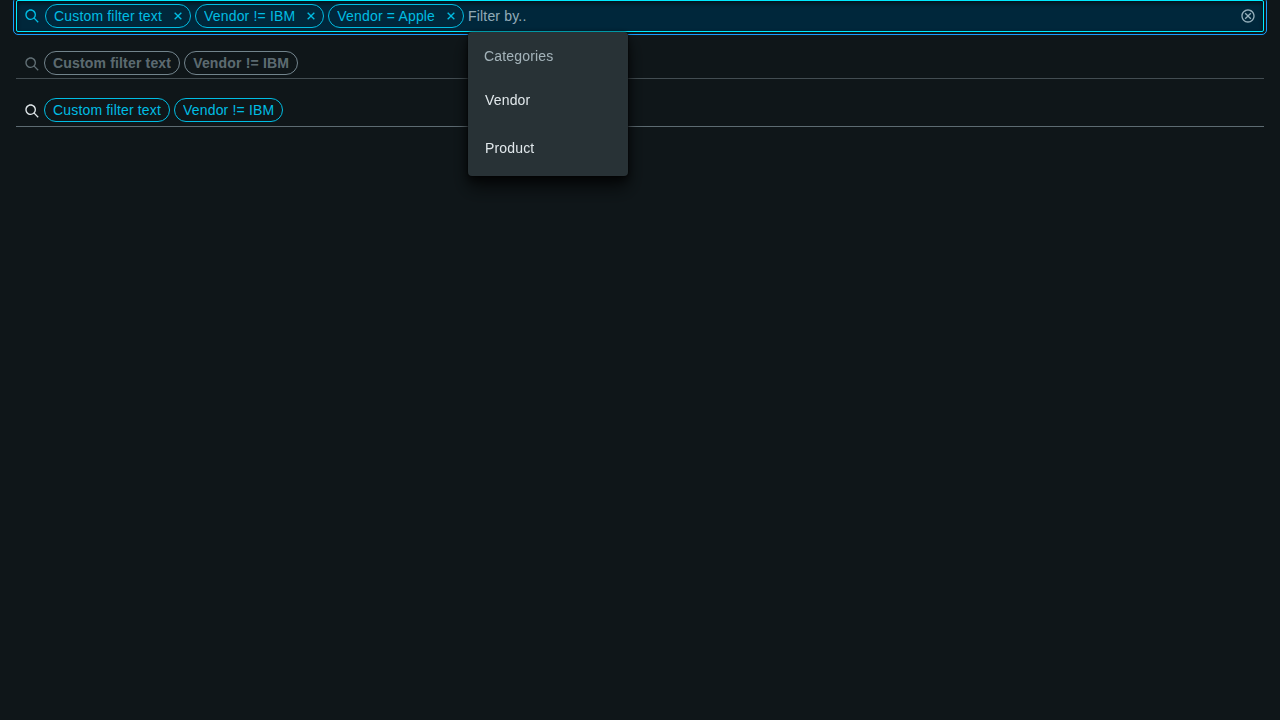 Custom filter text Vendor != IBM Vendor = Apple Filter by..
Categories
Custom filter text Vendor != IBM
Vendor
Custom filter text Vendor != IBM
Product